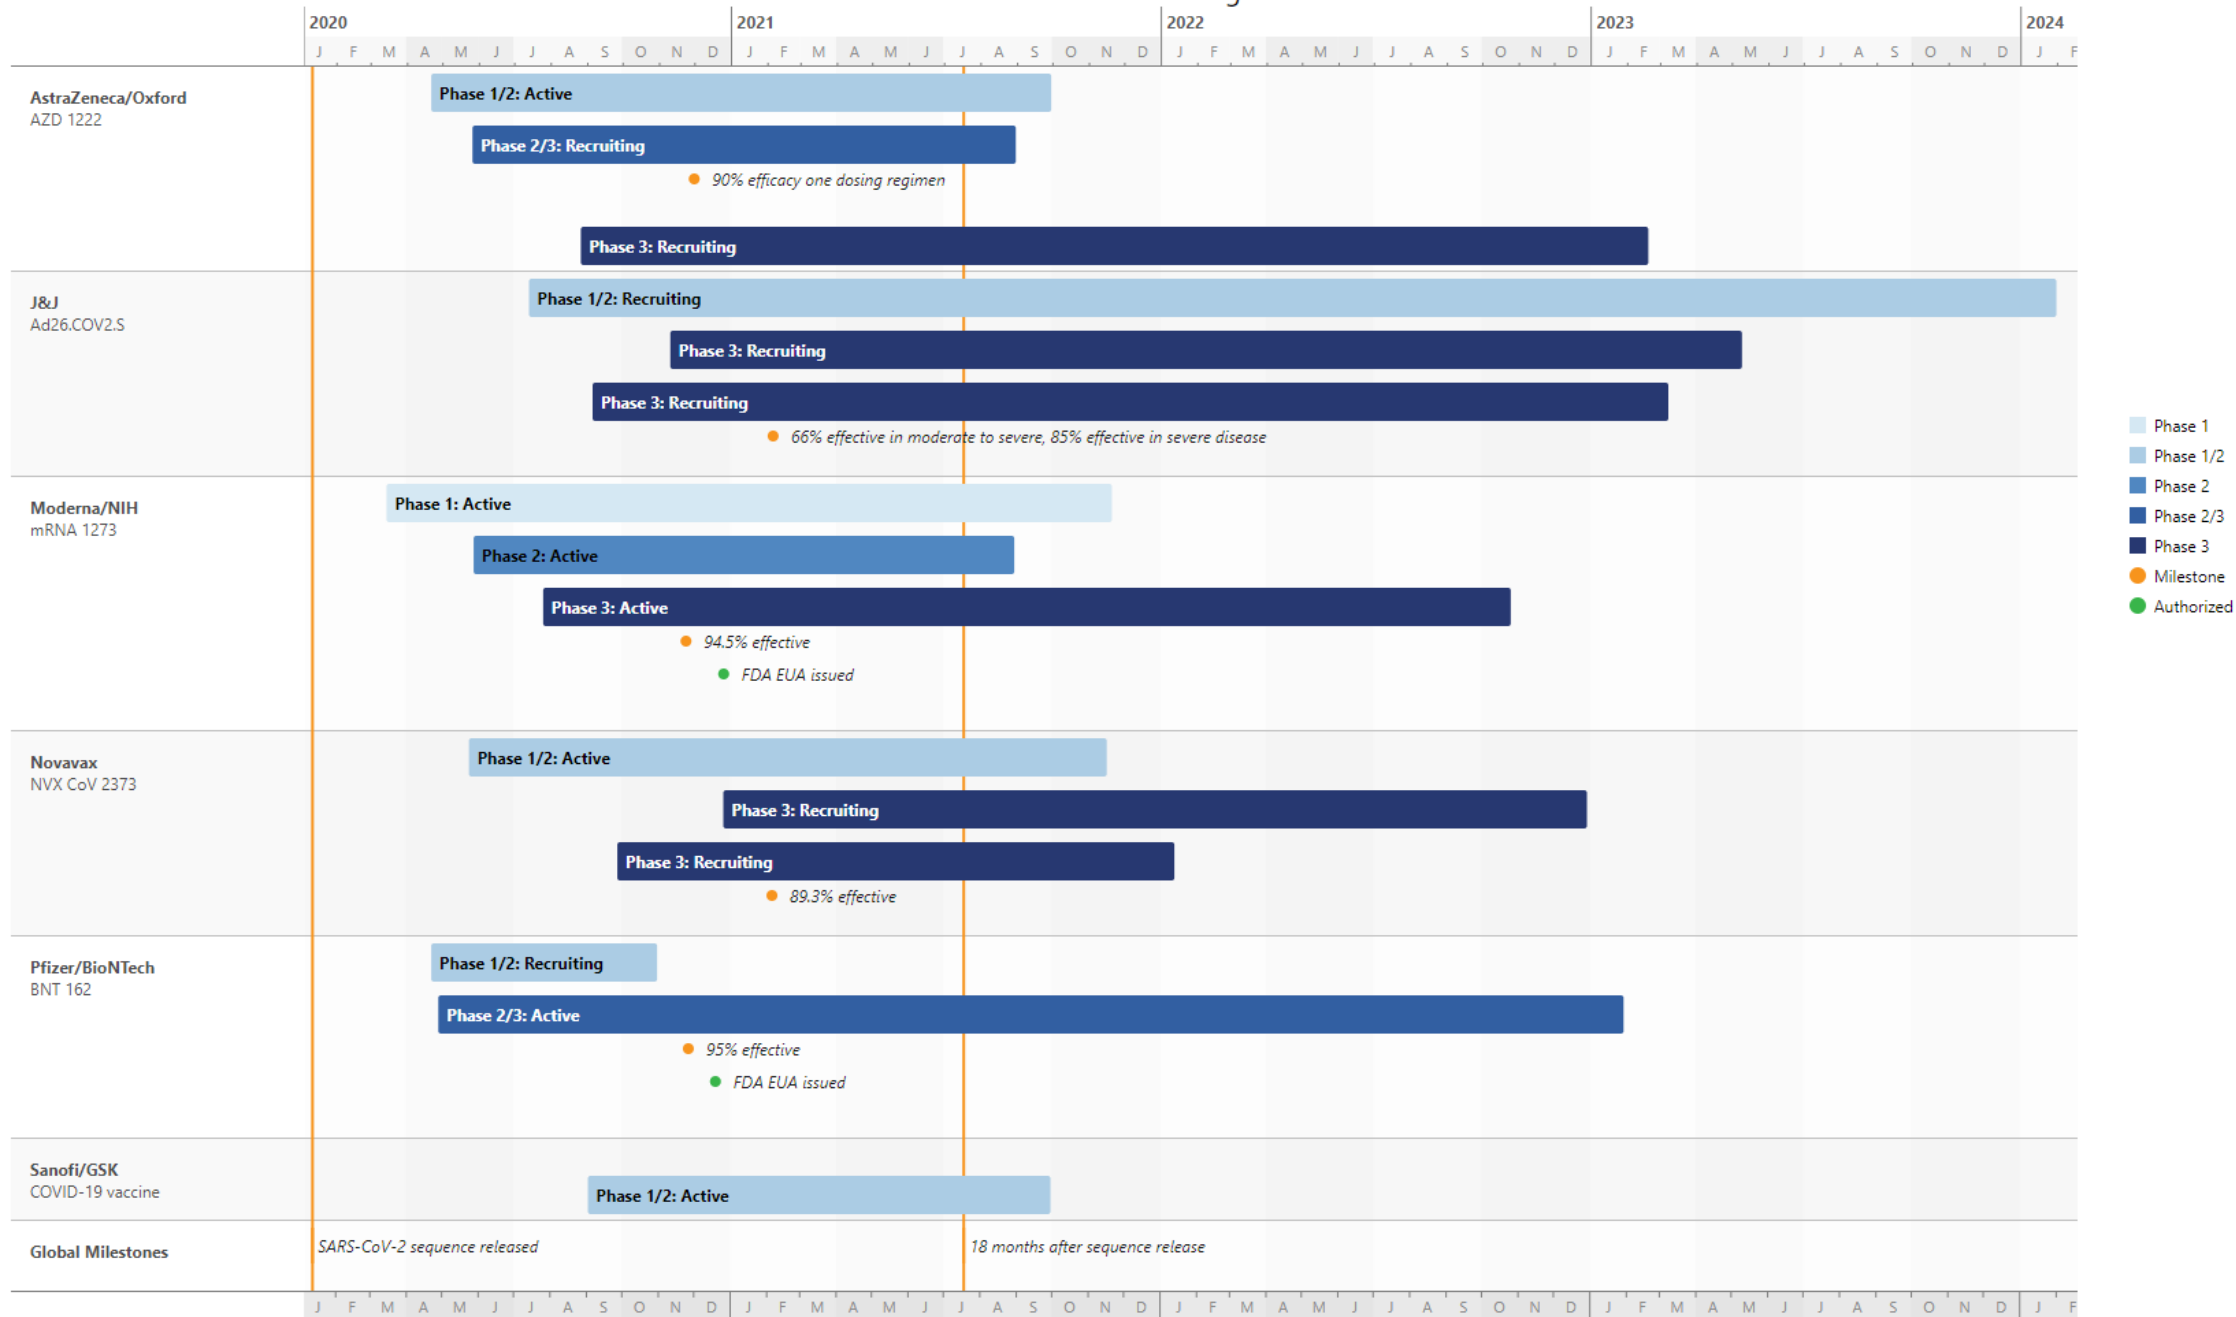 2020 2021 2022 2023 2024
J F M A M J J A S O N D J F M A M J J A S O N D J F M A M J J A S O N D J F M A M J J A S O N D J F
AstraZeneca/Oxford
AZD 1222
Phase 1/2: Active
Phase 2/3: Recruiting
90% efficacy one dosing regimen
Phase 3: Recruiting
J&J
Ad26.COV2.S
Phase 1/2: Recruiting
Phase 3: Recruiting
Phase 3: Recruiting
66% effective in moderate to severe, 85% effective in severe disease
Moderna/NIH
mRNA 1273
Phase 1: Active
Phase 2: Active
Phase 3: Active
94.5% effective
FDA EUA issued
Novavax
NVX CoV 2373
Phase 1/2: Active
Phase 3: Recruiting
Phase 3: Recruiting
89.3% effective
Pfizer/BioNTech
BNT 162
Phase 1/2: Recruiting
Phase 2/3: Active
95% effective
FDA EUA issued
Sanofi/GSK
COVID-19 vaccine
Phase 1/2: Active
Global Milestones
SARS-CoV-2 sequence released
18 months after sequence release
J F M A M J J A S O N D J F M A M J J A S O N D J F M A M J J A S O N D J F M A M J J A S O N D J F
Phase 1
Phase 1/2
Phase 2
Phase 2/3
Phase 3
Milestone
Authorized